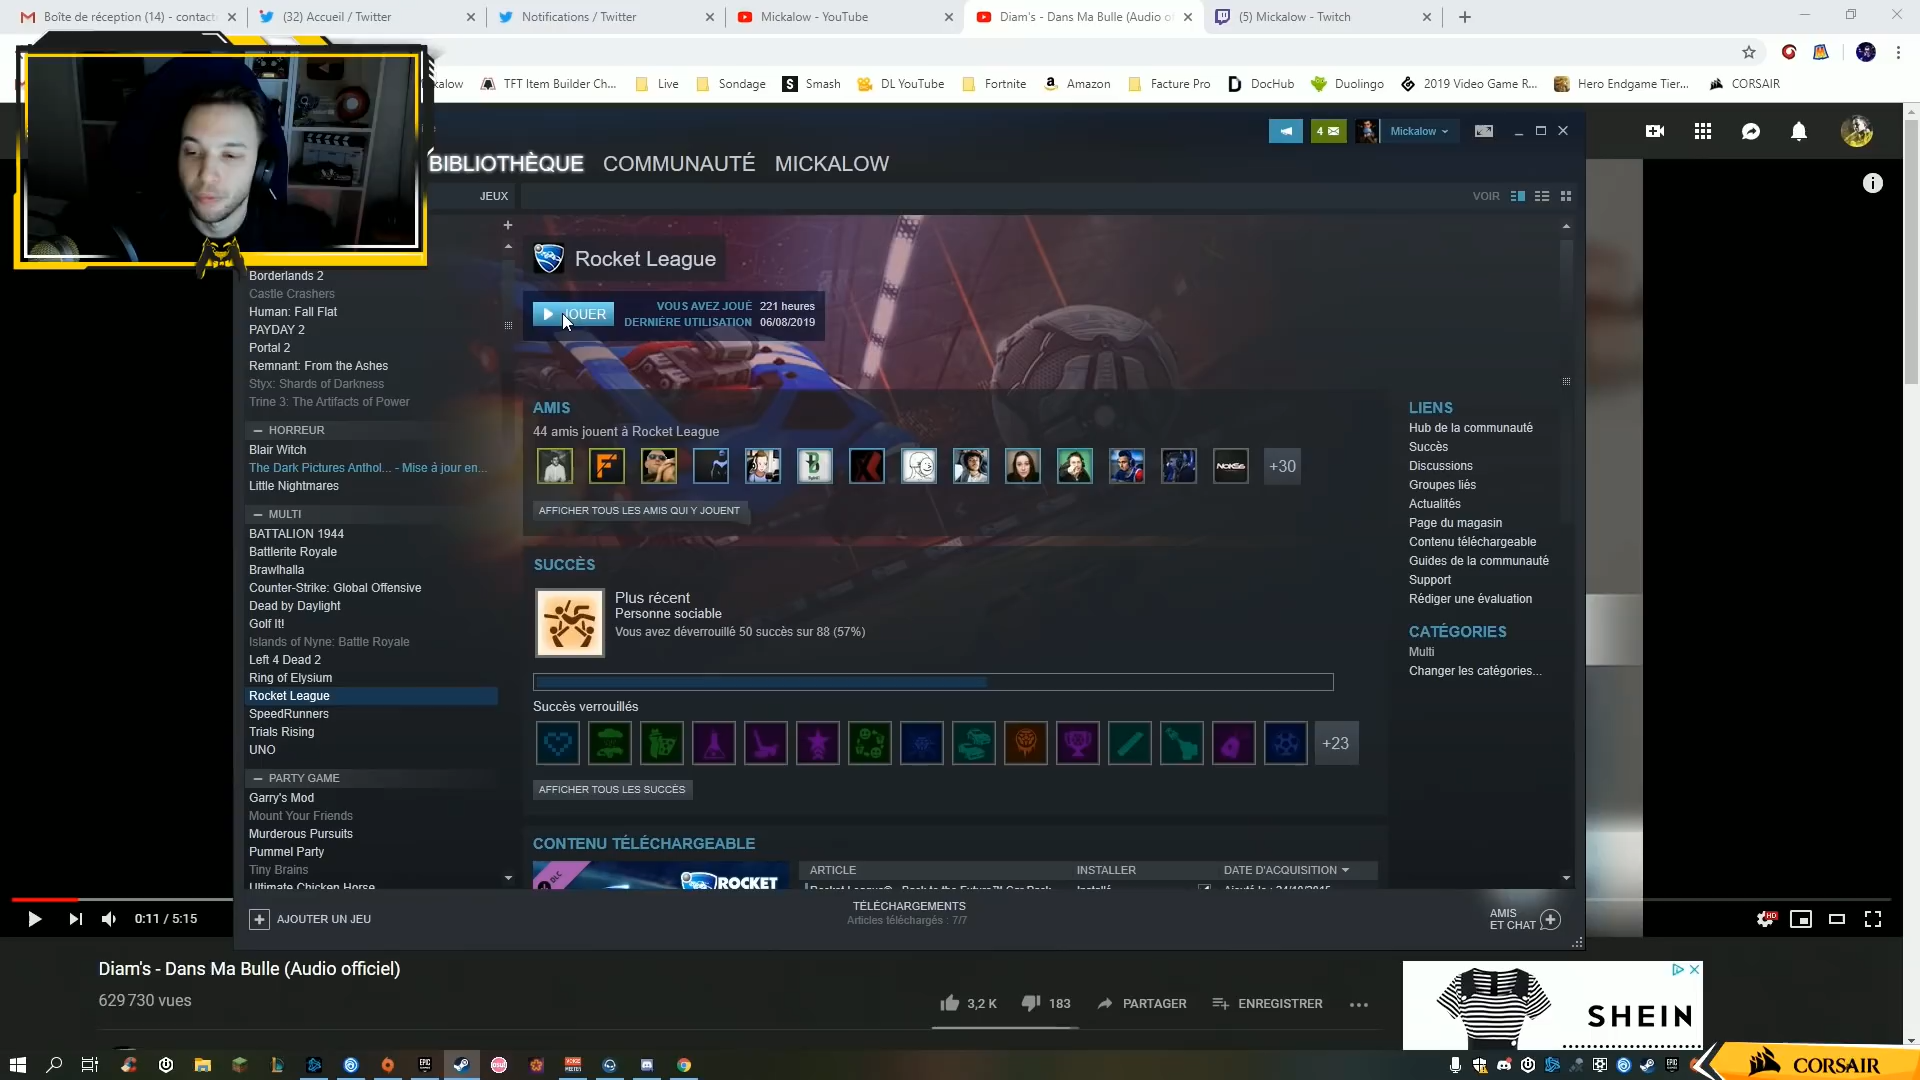 Boîte de réception (14) - contact
(32) Accueil / Twitter
Notifications / Twitter
Mickalow - YouTube
Diam's - Dans Ma Bulle (Audio o
(5) Mickalow - Twitch
TFT Item Builder Ch...
Live
Sondage
Smash
DL YouTube
Fortnite
Amazon
Facture Pro
DocHub
Duolingo
2019 Video Game R...
Hero Endgame Tier...
CORSAIR
4
Mickalow
BIBLIOTHÈQUE COMMUNAUTÉ MICKALOW
JEUX
VOIR
Borderlands 2
Castle Crashers
Human: Fall Flat
PAYDAY 2
Portal 2
Remnant: From the Ashes
Styx: Shards of Darkness
Trine 3: The Artifacts of Power
— HORREUR
Blair Witch
The Dark Pictures Anthol... - Mise à jour en...
Little Nightmares
— MULTI
BATTALION 1944
Battlerite Royale
Brawlhalla
Counter-Strike: Global Offensive
Dead by Daylight
Golf It!
Islands of Nyne: Battle Royale
Left 4 Dead 2
Ring of Elysium
Rocket League
SpeedRunners
Trials Rising
UNO
— PARTY GAME
Garry's Mod
Mount Your Friends
Murderous Pursuits
Pummel Party
Tiny Brains
Ultimate Chicken Horse
Rocket League
JOUER
VOUS AVEZ JOUÉ 221 heures
DERNIÈRE UTILISATION 06/08/2019
AMIS
44 amis jouent à Rocket League
+30
AFFICHER TOUS LES AMIS QUI Y JOUENT
SUCCÈS
Plus récent
Personne sociable
Vous avez déverrouillé 50 succès sur 88 (57%)
Succès verrouillés
+23
AFFICHER TOUS LES SUCCÈS
CONTENU TÉLÉCHARGEABLE
DLC
ROCKET
ARTICLE INSTALLER DATE D'ACQUISITION
LIENS
Hub de la communauté
Succès
Discussions
Groupes liés
Actualités
Page du magasin
Contenu téléchargeable
Guides de la communauté
Support
Rédiger une évaluation
CATÉGORIES
Multi
Changer les catégories...
AJOUTER UN JEU
TÉLÉCHARGEMENTS
Articles téléchargés : 7/7
AMIS
ET CHAT
0:11 / 5:15
HD
Diam's - Dans Ma Bulle (Audio officiel)
629 730 vues
3,2 K
183
PARTAGER
ENREGISTRER
SHEIN
CORSAIR